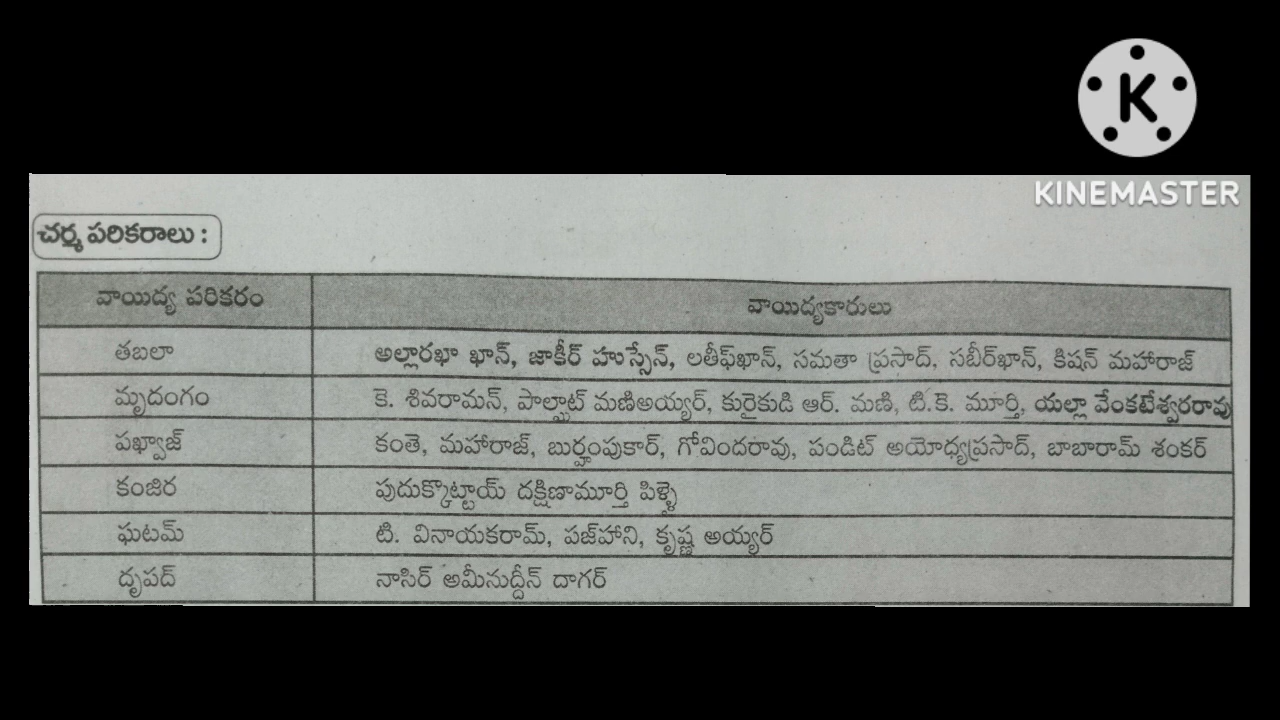 K
KINEMASTER
చర్మ పరికరాలు :
వాయిద్య పరికరం వాయిద్యకారులు
తబలా అల్లారఖా ఖాన్, జాకీర్ హుస్సేన్, లతీఫ్‌ఖాన్, సమతా ప్రసాద్, సబీర్‌ఖాన్, కిషన్ మహారాజ్
మృదంగం కె. శివరామన్, పాల్ఘాట్ మణిఅయ్యర్, కురైకుడి ఆర్. మణి, టి.కె. మూర్తి, యల్లా వేంకటేశ్వరరావు
పఖ్వాజ్ కంతె, మహారాజ్, బుర్హంపుకార్, గోవిందరావు, పండిట్ అయోధ్యప్రసాద్, బాబారామ్ శంకర్
కంజిర పుదుక్కొట్టాయ్ దక్షిణామూర్తి పిళ్ళై
ఘటమ్ టి. వినాయకరామ్, పజ్‌హాని, కృష్ణ అయ్యర్
దృపద్ నాసిర్ అమీనుద్దీన్ దాగర్